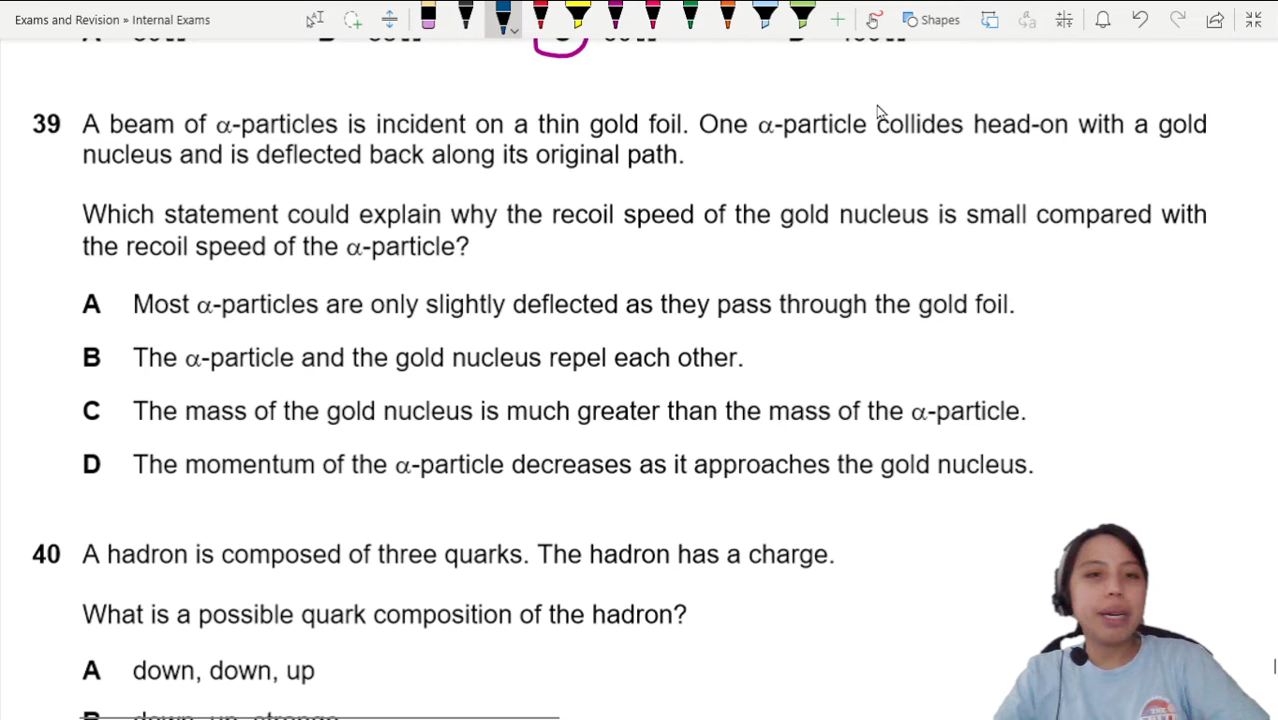 Exams and Revision » Internal Exams
Shapes
39 A beam of α-particles is incident on a thin gold foil. One α-particle collides head-on with a gold
nucleus and is deflected back along its original path.
Which statement could explain why the recoil speed of the gold nucleus is small compared with
the recoil speed of the α-particle?
A Most α-particles are only slightly deflected as they pass through the gold foil.
B The α-particle and the gold nucleus repel each other.
C The mass of the gold nucleus is much greater than the mass of the α-particle.
D The momentum of the α-particle decreases as it approaches the gold nucleus.
40 A hadron is composed of three quarks. The hadron has a charge.
What is a possible quark composition of the hadron?
A down, down, up